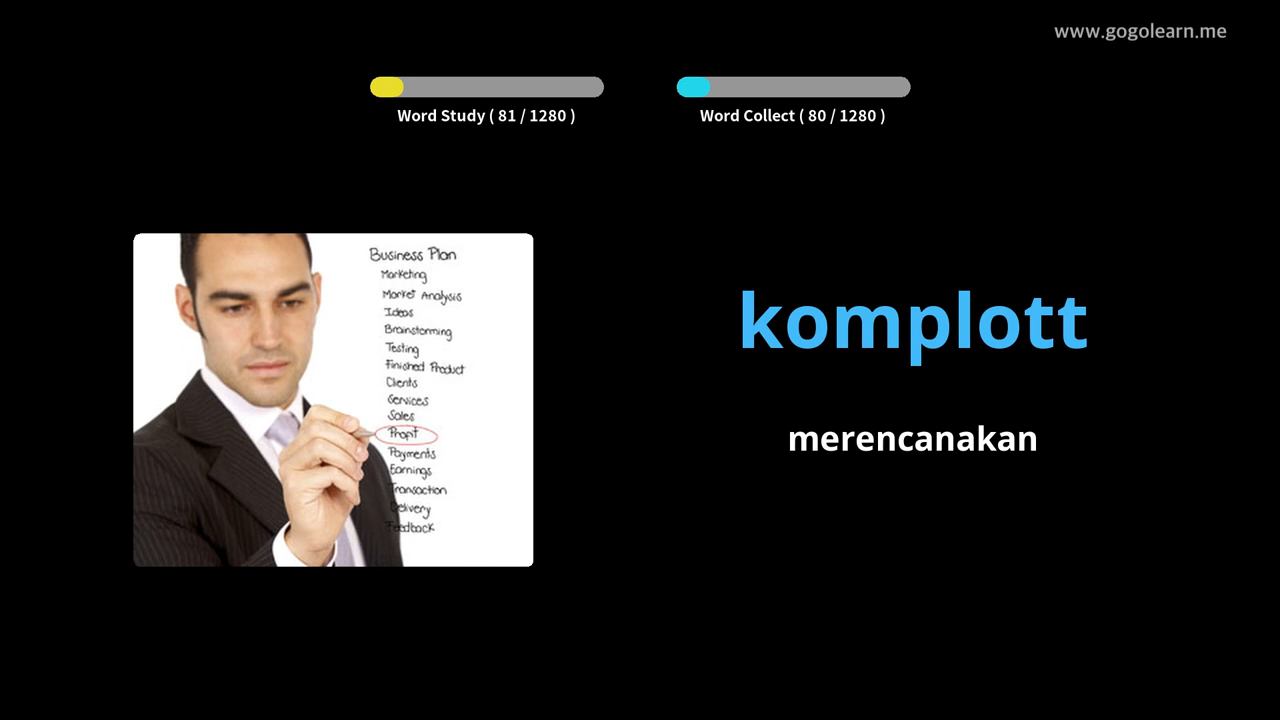 www.gogolearn.me
Word Study ( 81 / 1280 )
Word Collect ( 80 / 1280 )
Business Plan
Marketing
Market Analysis
Ideas
Brainstorming
Testing
Finished Product
Clients
Services
Sales
Profit
Payments
Earnings
Transaction
Delivery
Feedback
komplott
merencanakan